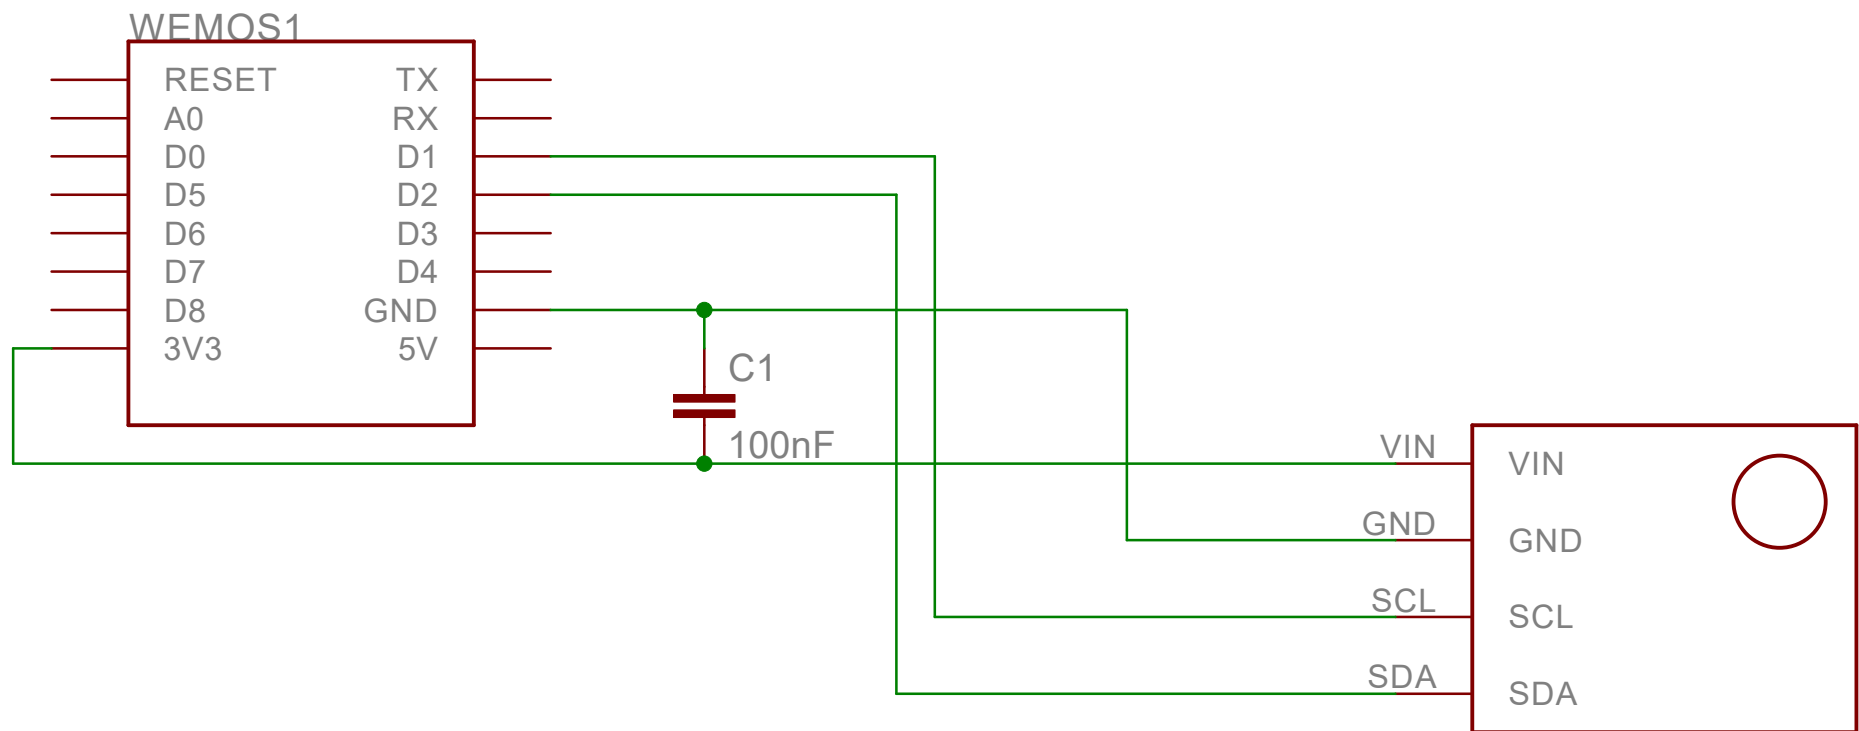 WEMOS1
RESET TX
A0 RX
D0 D1
D5 D2
D6 D3
D7 D4
D8 GND
3V3 5V
C1
100nF
VIN VIN
GND GND
SCL SCL
SDA SDA